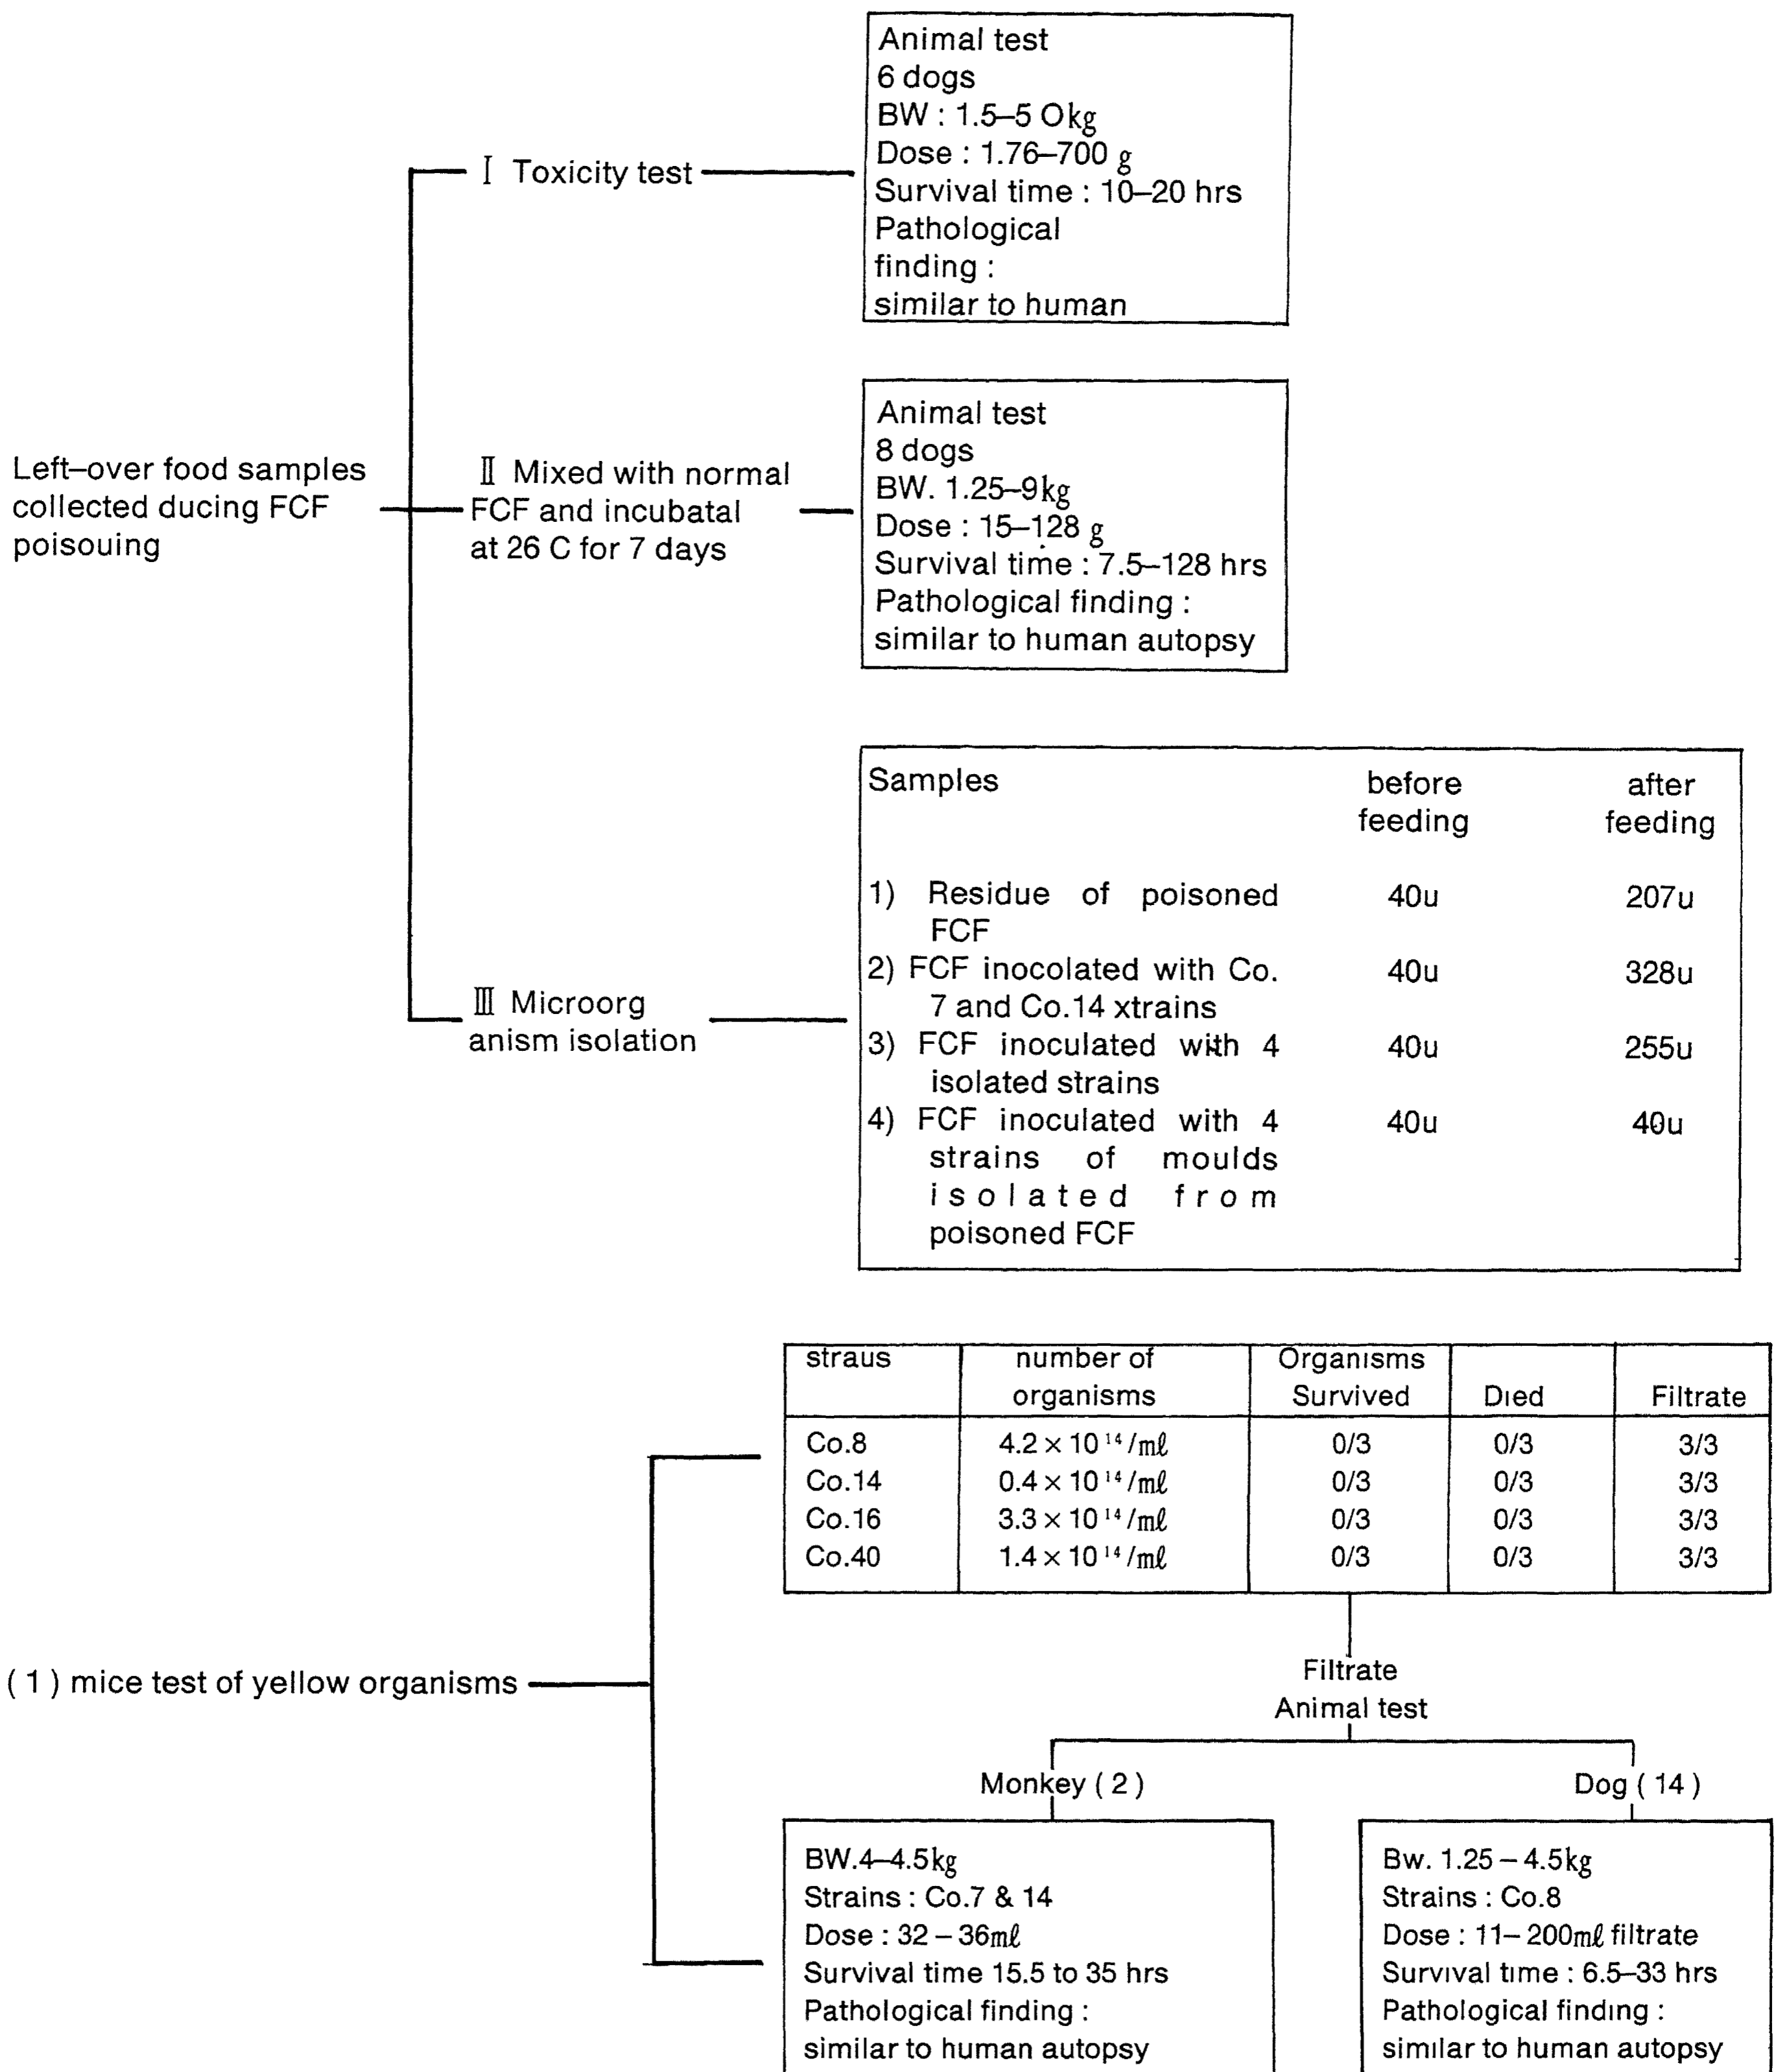 Animal test
6 dogs
BW : 1.5–5 Okg
Dose : 1.76–700 g
Survival time : 10–20 hrs
Pathological
finding :
similar to human
I Toxicity test
Animal test
8 dogs
BW. 1.25–9kg
Dose : 15–128 g
Survival time : 7.5–128 hrs
Pathological finding :
similar to human autopsy
Left–over food samples
collected ducing FCF
poisouing
II Mixed with normal
FCF and incubatal
at 26 C for 7 days
Samples before after
feeding feeding
1) Residue of poisoned 40u 207u
FCF
2) FCF inocolated with Co. 40u 328u
7 and Co.14 xtrains
3) FCF inoculated with 4 40u 255u
isolated strains
4) FCF inoculated with 4 40u 40u
strains of moulds
isolated from
poisoned FCF
III Microorg
anism isolation
straus number of Organisms
organisms Survived Died Filtrate
Co.8 4.2 × 10¹⁴/mℓ 0/3 0/3 3/3
Co.14 0.4 × 10¹⁴/mℓ 0/3 0/3 3/3
Co.16 3.3 × 10¹⁴/mℓ 0/3 0/3 3/3
Co.40 1.4 × 10¹⁴/mℓ 0/3 0/3 3/3
( 1 ) mice test of yellow organisms
Filtrate
Animal test
Monkey ( 2 )
Dog ( 14 )
BW.4–4.5kg
Strains : Co.7 & 14
Dose : 32 – 36mℓ
Survival time 15.5 to 35 hrs
Pathological finding :
similar to human autopsy
Bw. 1.25 – 4.5kg
Strains : Co.8
Dose : 11– 200mℓ filtrate
Survival time : 6.5–33 hrs
Pathological finding :
similar to human autopsy